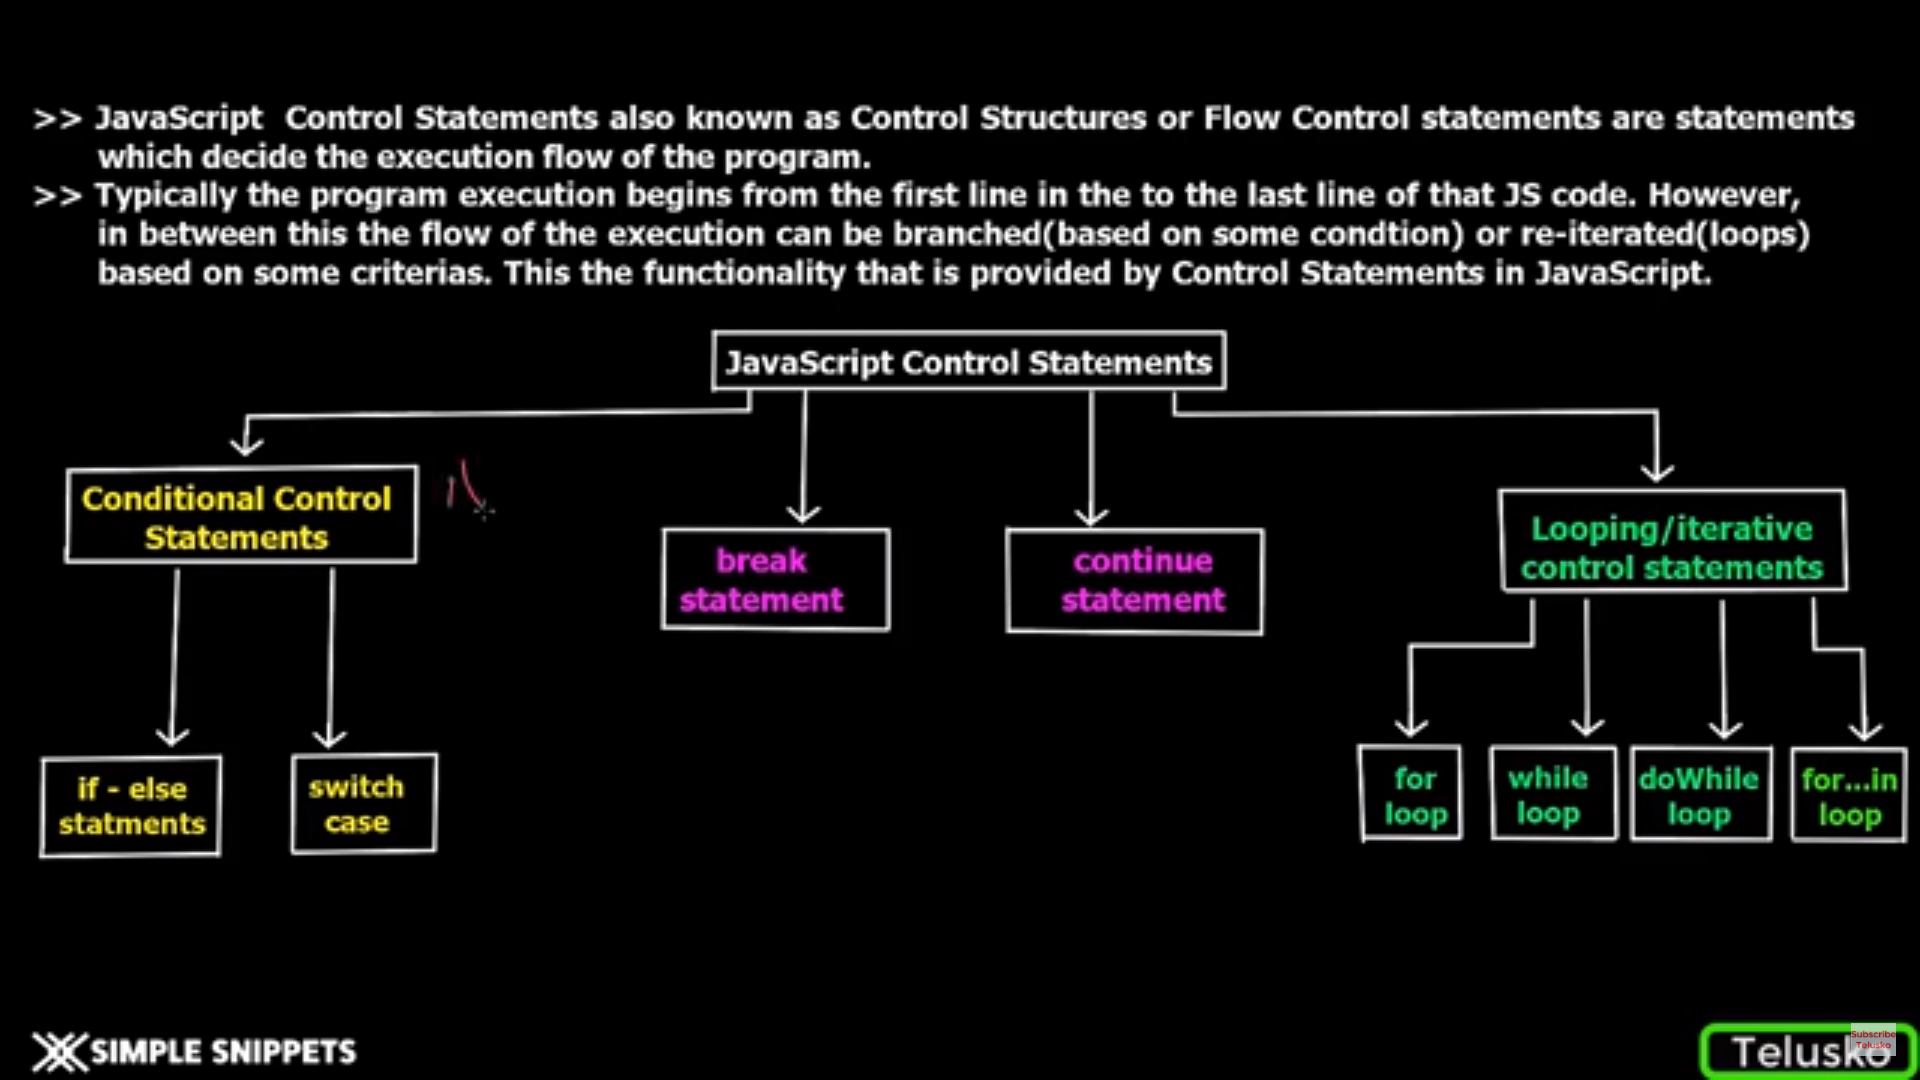 >> JavaScript Control Statements also known as Control Structures or Flow Control statements are statements
which decide the execution flow of the program.
>> Typically the program execution begins from the first line in the to the last line of that JS code. However,
in between this the flow of the execution can be branched(based on some condtion) or re-iterated(loops)
based on some criterias. This the functionality that is provided by Control Statements in JavaScript.
JavaScript Control Statements
Conditional Control
Statements
break
statement
continue
statement
Looping/iterative
control statements
if - else
statments
switch
case
for
loop
while
loop
doWhile
loop
for...in
loop
SIMPLE SNIPPETS
Telusko
Subscribe
Telusko